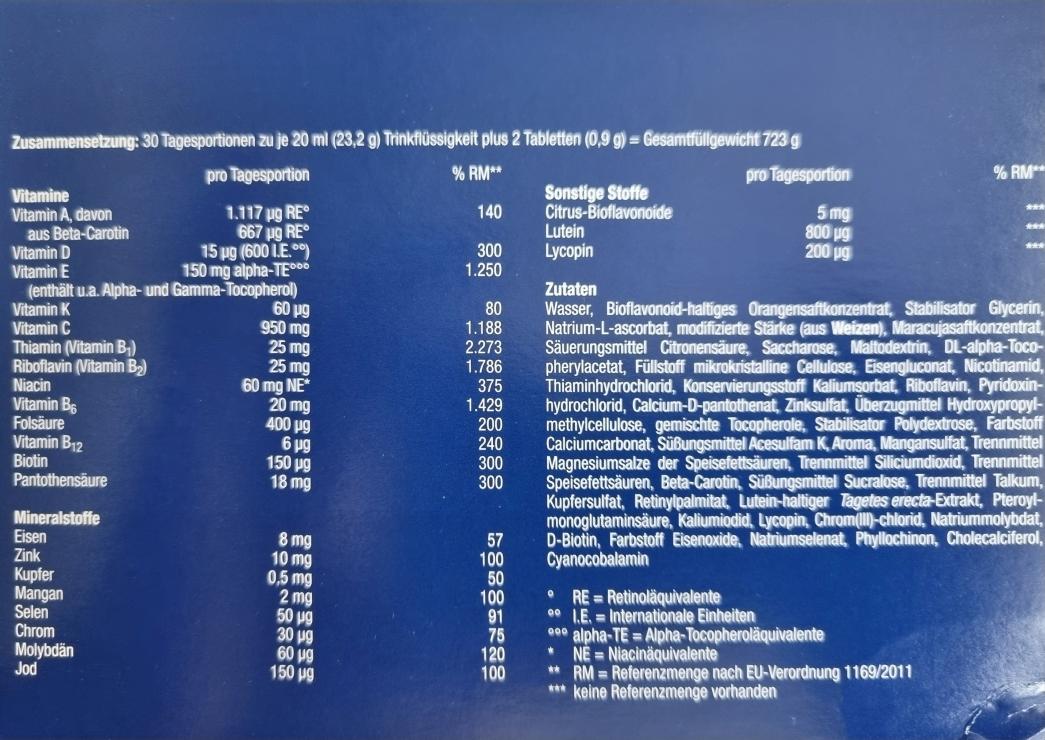 Zusammensetzung: 30 Tagesportionen zu je 20 ml (23,2 g) Trinkflüssigkeit plus 2 Tabletten (0,9 g) = Gesamtfüllgewicht 723 g
pro Tagesportion % RM**
Vitamine
Vitamin A, davon 1.117 µg RE° 140
aus Beta-Carotin 667 µg RE°
Vitamin D 15 µg (600 I.E.°°) 300
Vitamin E 150 mg alpha-TE°°° 1.250
(enthält u.a. Alpha- und Gamma-Tocopherol)
Vitamin K 60 µg 80
Vitamin C 950 mg 1.188
Thiamin (Vitamin B₁) 25 mg 2.273
Riboflavin (Vitamin B₂) 25 mg 1.786
Niacin 60 mg NE* 375
Vitamin B₆ 20 mg 1.429
Folsäure 400 µg 200
Vitamin B₁₂ 6 µg 240
Biotin 150 µg 300
Pantothensäure 18 mg 300
Mineralstoffe
Eisen 8 mg 57
Zink 10 mg 100
Kupfer 0,5 mg 50
Mangan 2 mg 100
Selen 50 µg 91
Chrom 30 µg 75
Molybdän 60 µg 120
Jod 150 µg 100
pro Tagesportion % RM**
Sonstige Stoffe
Citrus-Bioflavonoide 5 mg ***
Lutein 800 µg ***
Lycopin 200 µg ***
Zutaten
Wasser, Bioflavonoid-haltiges Orangensaftkonzentrat, Stabilisator Glycerin,
Natrium-L-ascorbat, modifizierte Stärke (aus Weizen), Maracujasaftkonzentrat,
Säuerungsmittel Citronensäure, Saccharose, Maltodextrin, DL-alpha-Toco-
pherylacetat, Füllstoff mikrokristalline Cellulose, Eisengluconat, Nicotinamid,
Thiaminhydrochlorid, Konservierungsstoff Kaliumsorbat, Riboflavin, Pyridoxin-
hydrochlorid, Calcium-D-pantothenat, Zinksulfat, Überzugmittel Hydroxypropyl-
methylcellulose, gemischte Tocopherole, Stabilisator Polydextrose, Farbstoff
Calciumcarbonat, Süßungsmittel Acesulfam K, Aroma, Mangansulfat, Trennmittel
Magnesiumsalze der Speisefettsäuren, Trennmittel Siliciumdioxid, Trennmittel
Speisefettsäuren, Beta-Carotin, Süßungsmittel Sucralose, Trennmittel Talkum,
Kupfersulfat, Retinylpalmitat, Lutein-haltiger Tagetes erecta-Extrakt, Pteroyl-
monoglutaminsäure, Kaliumiodid, Lycopin, Chrom(III)-chlorid, Natriummolybdat,
D-Biotin, Farbstoff Eisenoxide, Natriumselenat, Phyllochinon, Cholecalciferol,
Cyanocobalamin
° RE = Retinoläquivalente
°° I.E. = Internationale Einheiten
°°° alpha-TE = Alpha-Tocopheroläquivalente
* NE = Niacinäquivalente
** RM = Referenzmenge nach EU-Verordnung 1169/2011
*** keine Referenzmenge vorhanden